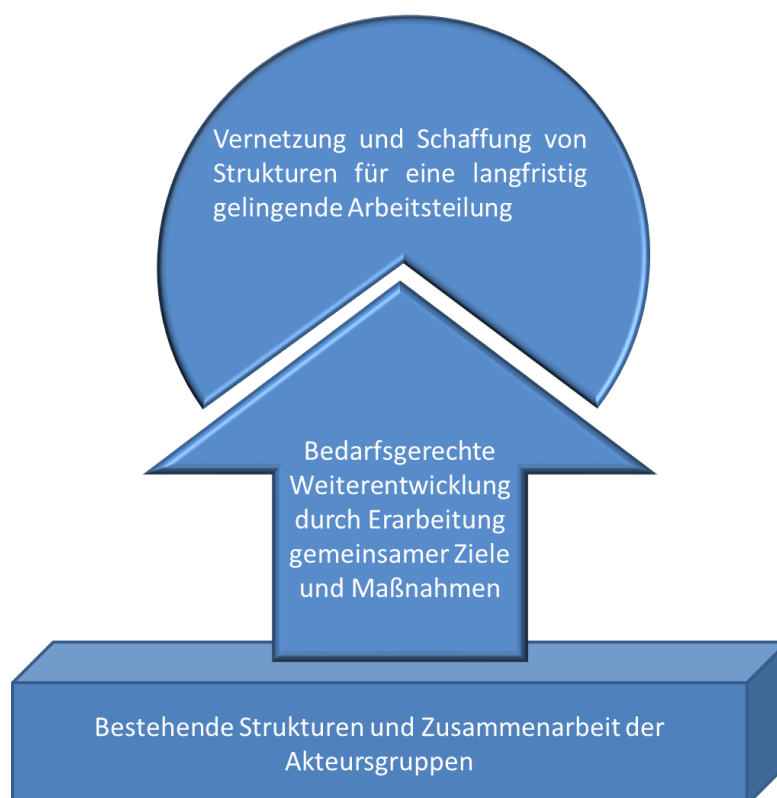 Vernetzung und Schaffung von
Strukturen für eine langfristig
gelingende Arbeitsteilung
Bedarfsgerechte
Weiterentwicklung
durch Erarbeitung
gemeinsamer Ziele
und Maßnahmen
Bestehende Strukturen und Zusammenarbeit der
Akteursgruppen